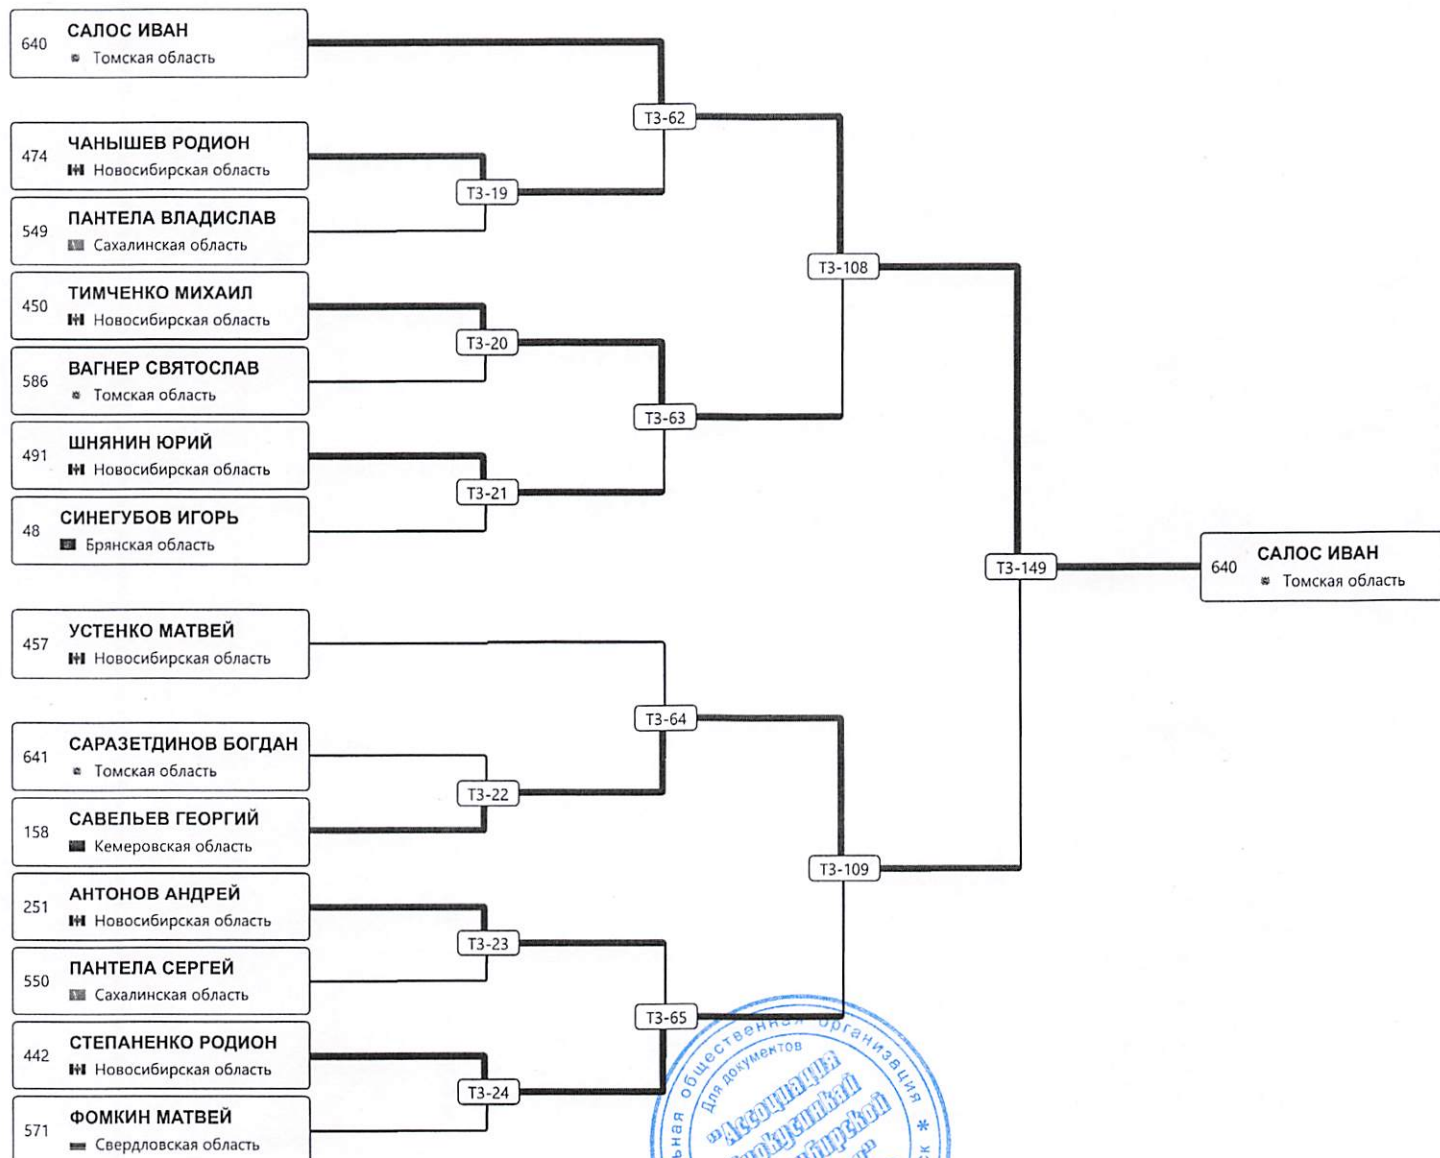 640 САЛОС ИВАН
Томская область
Т3-62
474 ЧАНЫШЕВ РОДИОН
Новосибирская область
Т3-19
549 ПАНТЕЛА ВЛАДИСЛАВ
Сахалинская область
Т3-108
450 ТИМЧЕНКО МИХАИЛ
Новосибирская область
Т3-20
586 ВАГНЕР СВЯТОСЛАВ
Томская область
Т3-63
491 ШНЯНИН ЮРИЙ
Новосибирская область
Т3-21
48 СИНЕГУБОВ ИГОРЬ
Брянская область
Т3-149
640 САЛОС ИВАН
Томская область
457 УСТЕНКО МАТВЕЙ
Новосибирская область
Т3-64
641 САРАЗЕТДИНОВ БОГДАН
Томская область
Т3-22
158 САВЕЛЬЕВ ГЕОРГИЙ
Кемеровская область
Т3-109
251 АНТОНОВ АНДРЕЙ
Новосибирская область
Т3-23
550 ПАНТЕЛА СЕРГЕЙ
Сахалинская область
Т3-65
442 СТЕПАНЕНКО РОДИОН
Новосибирская область
Т3-24
571 ФОМКИН МАТВЕЙ
Свердловская область
общественная организация *
Для документов
"Ассоциация